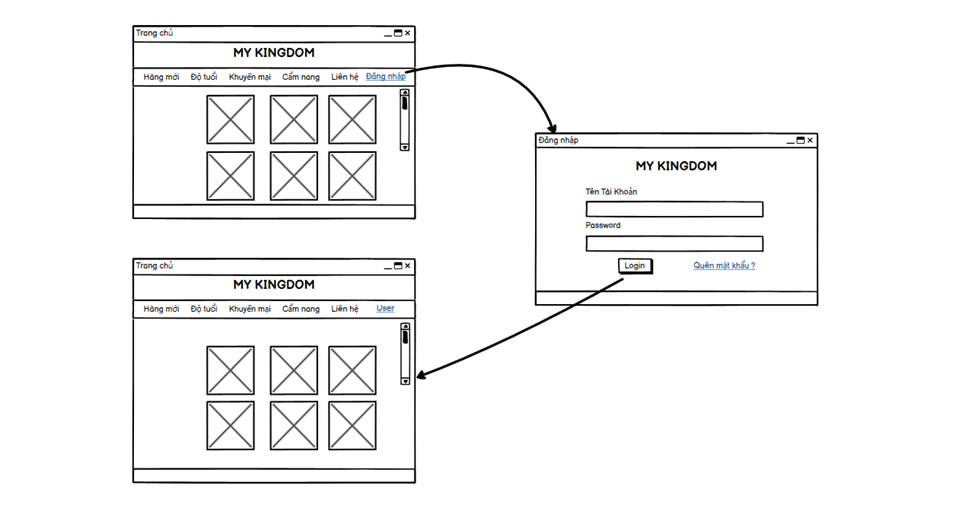 Trang chủ
MY KINGDOM
Hàng mới Độ tuổi Khuyến mại Cẩm nang Liên hệ Đăng nhập
Đăng nhập
MY KINGDOM
Tên Tài Khoản
Password
Login Quên mật khẩu ?
Trang chủ
MY KINGDOM
Hàng mới Độ tuổi Khuyến mại Cẩm nang Liên hệ User